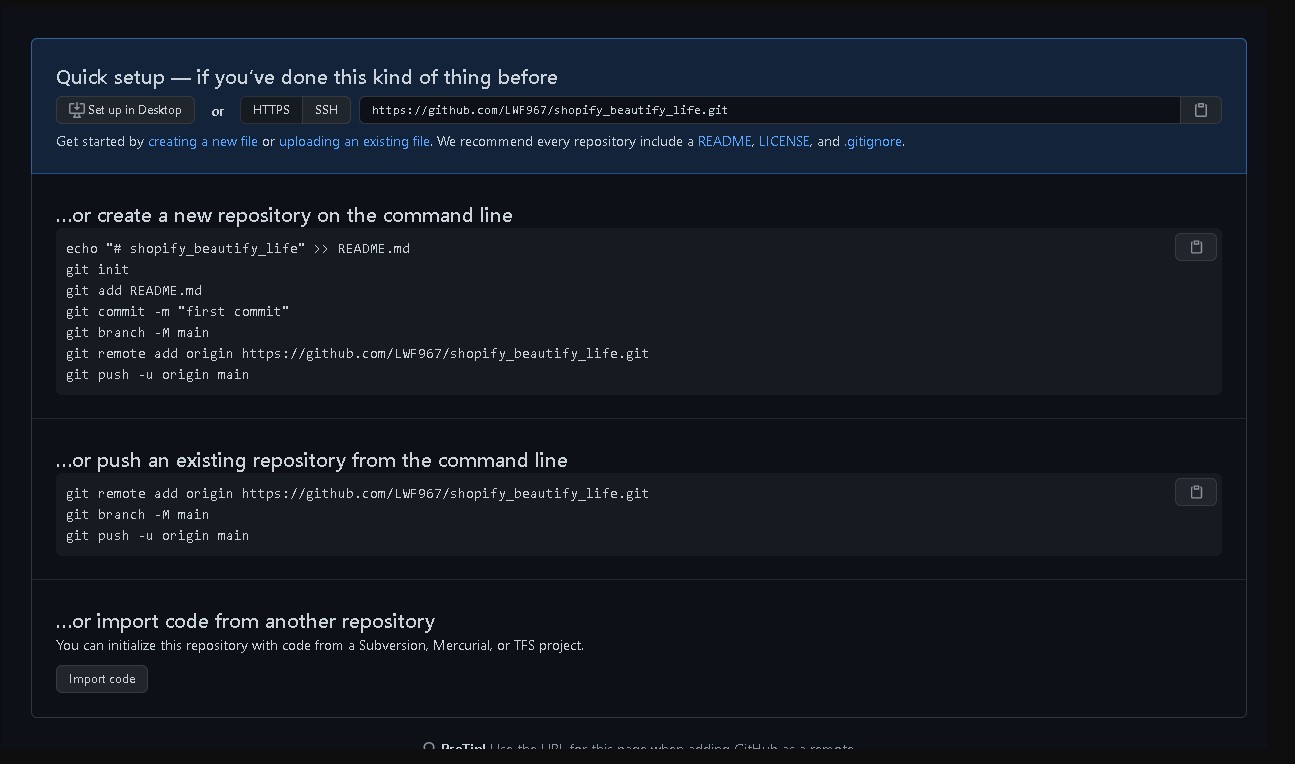 Quick setup — if you've done this kind of thing before
Set up in Desktop or HTTPS SSH https://github.com/LWF967/shopify_beautify_life.git
Get started by creating a new file or uploading an existing file. We recommend every repository include a README, LICENSE, and .gitignore.
…or create a new repository on the command line
echo "# shopify_beautify_life" >> README.md
git init
git add README.md
git commit -m "first commit"
git branch -M main
git remote add origin https://github.com/LWF967/shopify_beautify_life.git
git push -u origin main
…or push an existing repository from the command line
git remote add origin https://github.com/LWF967/shopify_beautify_life.git
git branch -M main
git push -u origin main
…or import code from another repository
You can initialize this repository with code from a Subversion, Mercurial, or TFS project.
Import code
ProTip! Use the URL for this page when adding GitHub as a remote.